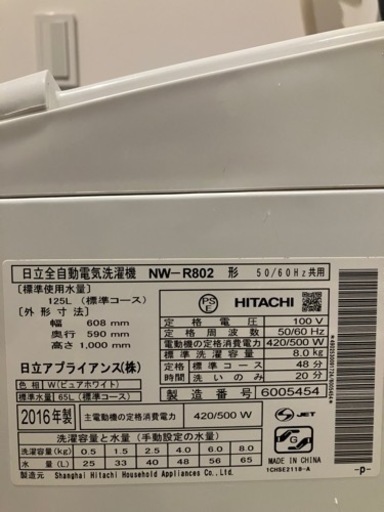 日立全自動電気洗濯機 NW-R802 形 50/60Hz共用
[標準使用水量]
125L (標準コース)
[外形寸法]
幅 608 mm
奥行 590 mm
高さ 1,000 mm
日立アプライアンス(株)
色相 W(ピュアホワイト)
標準水量 65L (標準コース)
PS
E
HITACHI
定格電圧 100 V
定格周波数 50/60 Hz
電動機の定格消費電力 420/500 W
標準洗濯容量 8.0kg
定格時間 標準コース 48分
洗いのみ 20分
製造番号 6005454
2016年製 主電動機の定格消費電力 420/500 W
S JET
洗濯容量と水量 (手動設定の水量)
洗濯容量(kg) 0.5 1.5 2.5 4.0 6.0 8.0
水量(L) 25 33 40 48 56 65
製造元 Shanghai Hitachi Household Appliances Co., Ltd.
MADE IN CHINA
1CHSE2118-A
-P-